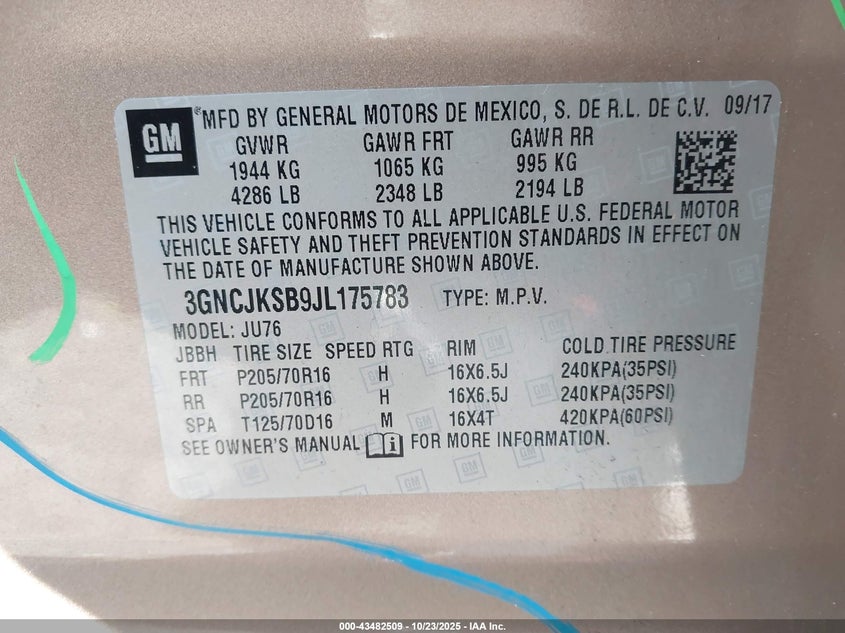 GM ® MFD BY GENERAL MOTORS DE MEXICO, S. DE R.L. DE C.V. 09/17
GVWR GAWR FRT GAWR RR
1944 KG 1065 KG 995 KG
4286 LB 2348 LB 2194 LB
THIS VEHICLE CONFORMS TO ALL APPLICABLE U.S. FEDERAL MOTOR
VEHICLE SAFETY AND THEFT PREVENTION STANDARDS IN EFFECT ON
THE DATE OF MANUFACTURE SHOWN ABOVE.
3GNCJKSB9JL175783 TYPE: M.P.V.
MODEL: JU76
JBBH TIRE SIZE SPEED RTG RIM COLD TIRE PRESSURE
FRT P205/70R16 H 16X6.5J 240KPA(35PSI)
RR P205/70R16 H 16X6.5J 240KPA(35PSI)
SPA T125/70D16 M 16X4T 420KPA(60PSI)
SEE OWNER'S MANUAL i FOR MORE INFORMATION.
000-43482509 - 10/23/2025 - IAA Inc.